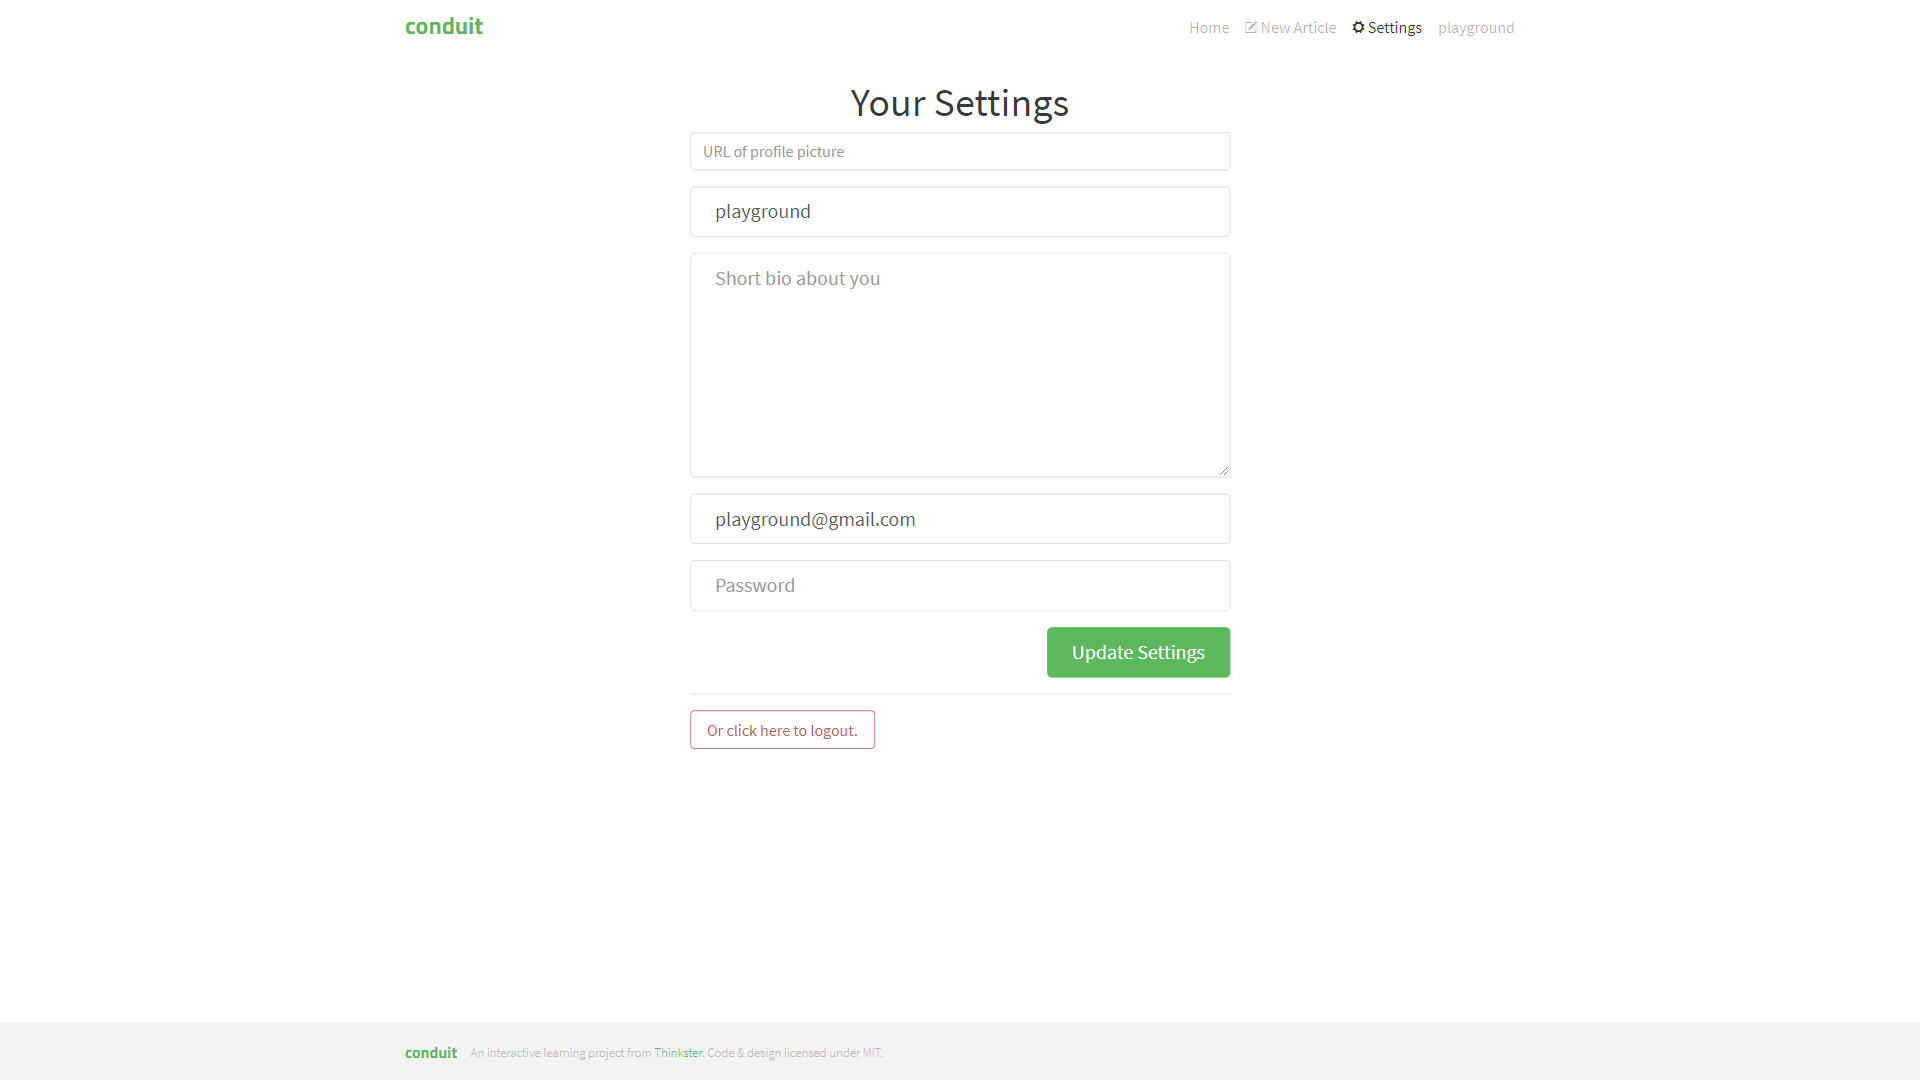 conduit
Home New Article Settings playground
Your Settings
URL of profile picture
playground
Short bio about you
playground@gmail.com
Password
Update Settings
Or click here to logout.
conduit An interactive learning project from Thinkster. Code & design licensed under MIT.